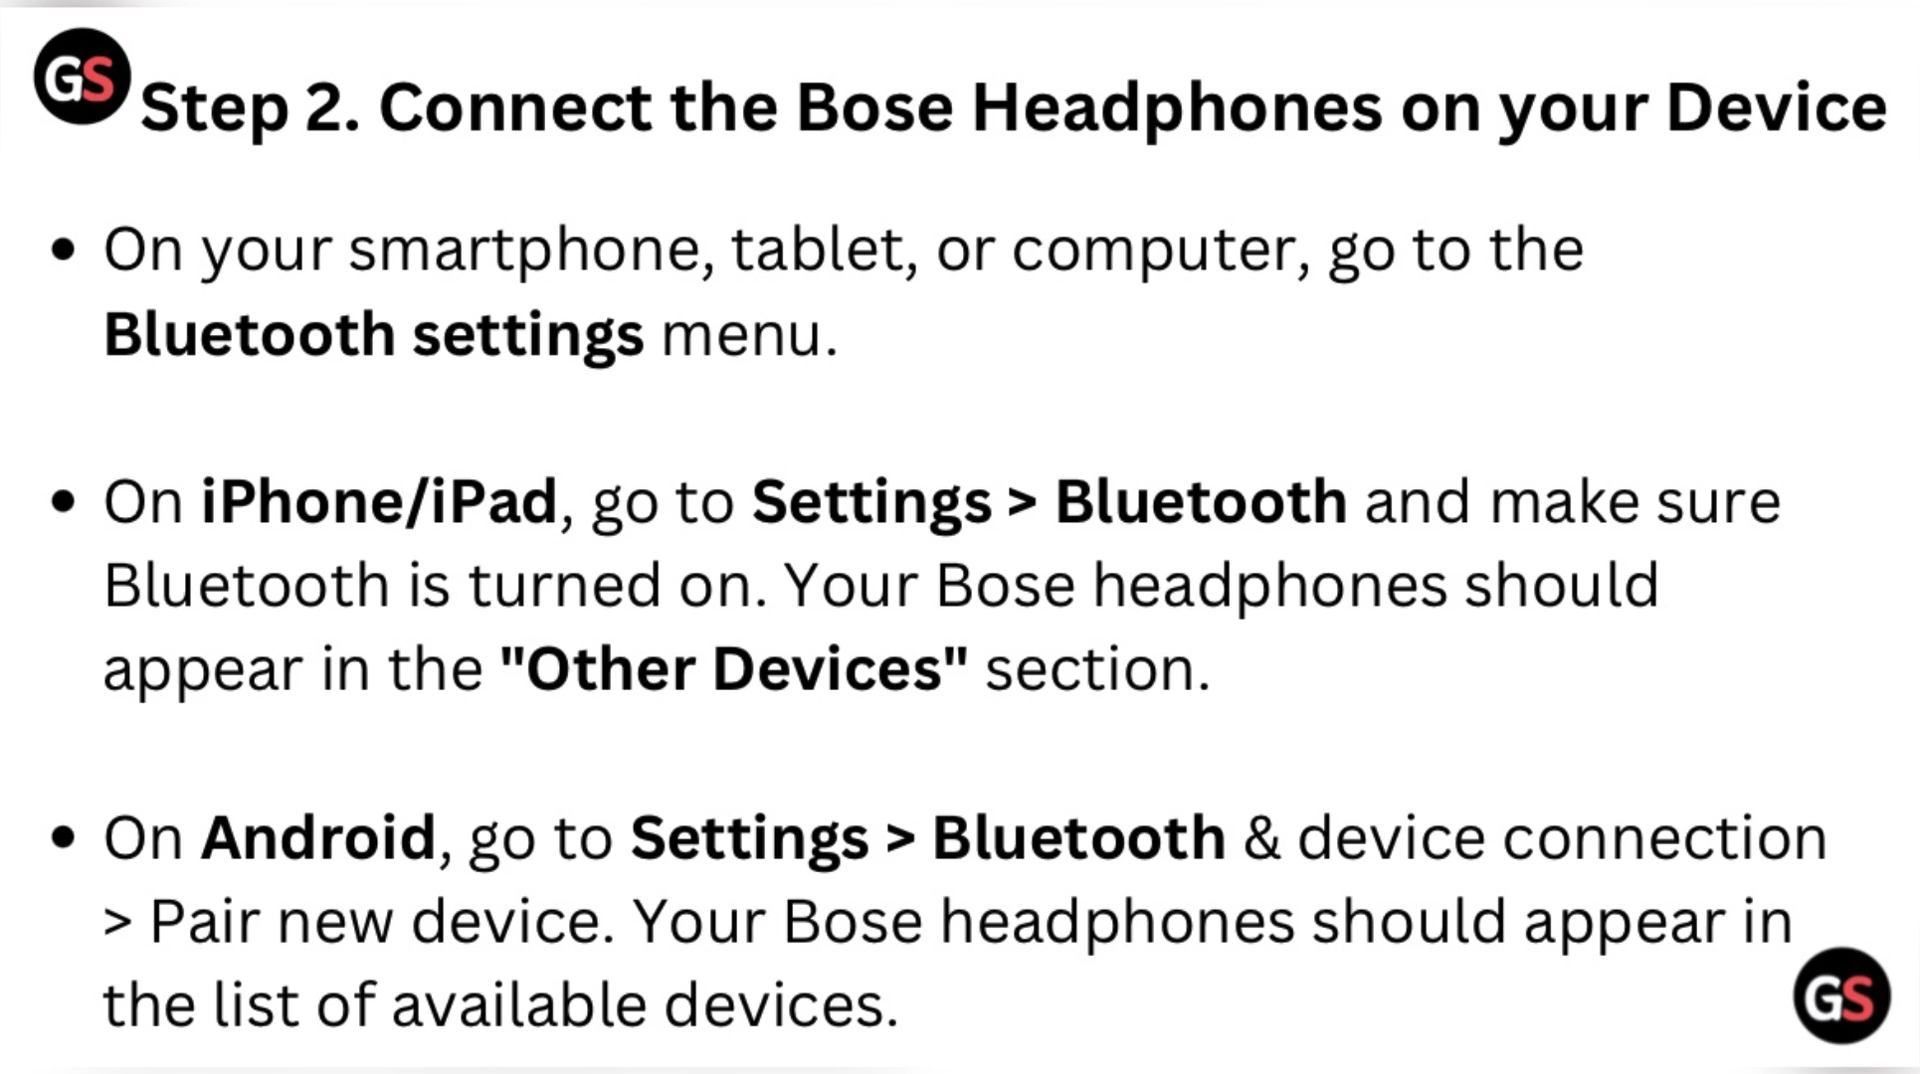 GS
Step 2. Connect the Bose Headphones on your Device
• On your smartphone, tablet, or computer, go to the
Bluetooth settings menu.
• On iPhone/iPad, go to Settings > Bluetooth and make sure
Bluetooth is turned on. Your Bose headphones should
appear in the "Other Devices" section.
• On Android, go to Settings > Bluetooth & device connection
> Pair new device. Your Bose headphones should appear in
the list of available devices.
GS